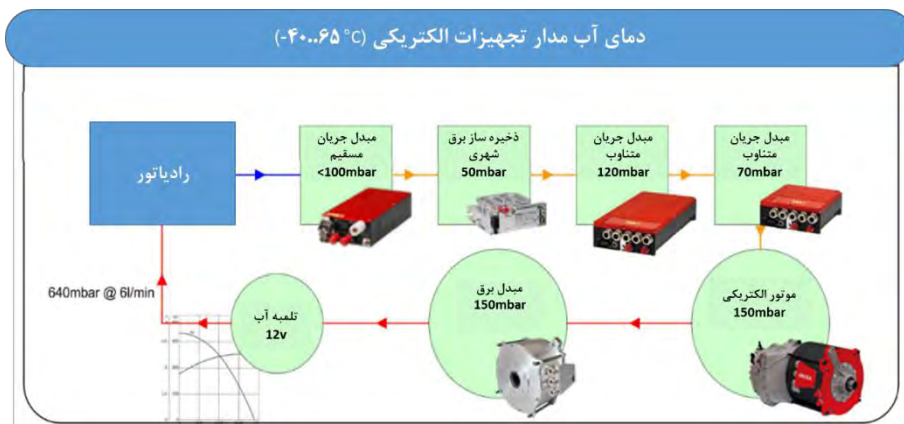 دمای آب مدار تجهیزات الکتریکی (‎-۴۰..۶۵ °C)
رادیاتور
مبدل جریان
مسقیم
<100mbar
ذخیره ساز برق
شهری
50mbar
مبدل جریان
متناوب
120mbar
مبدل جریان
متناوب
70mbar
موتور الکتریکی
150mbar
مبدل برق
150mbar
تلمبه آب
12v
640mbar @ 6l/min